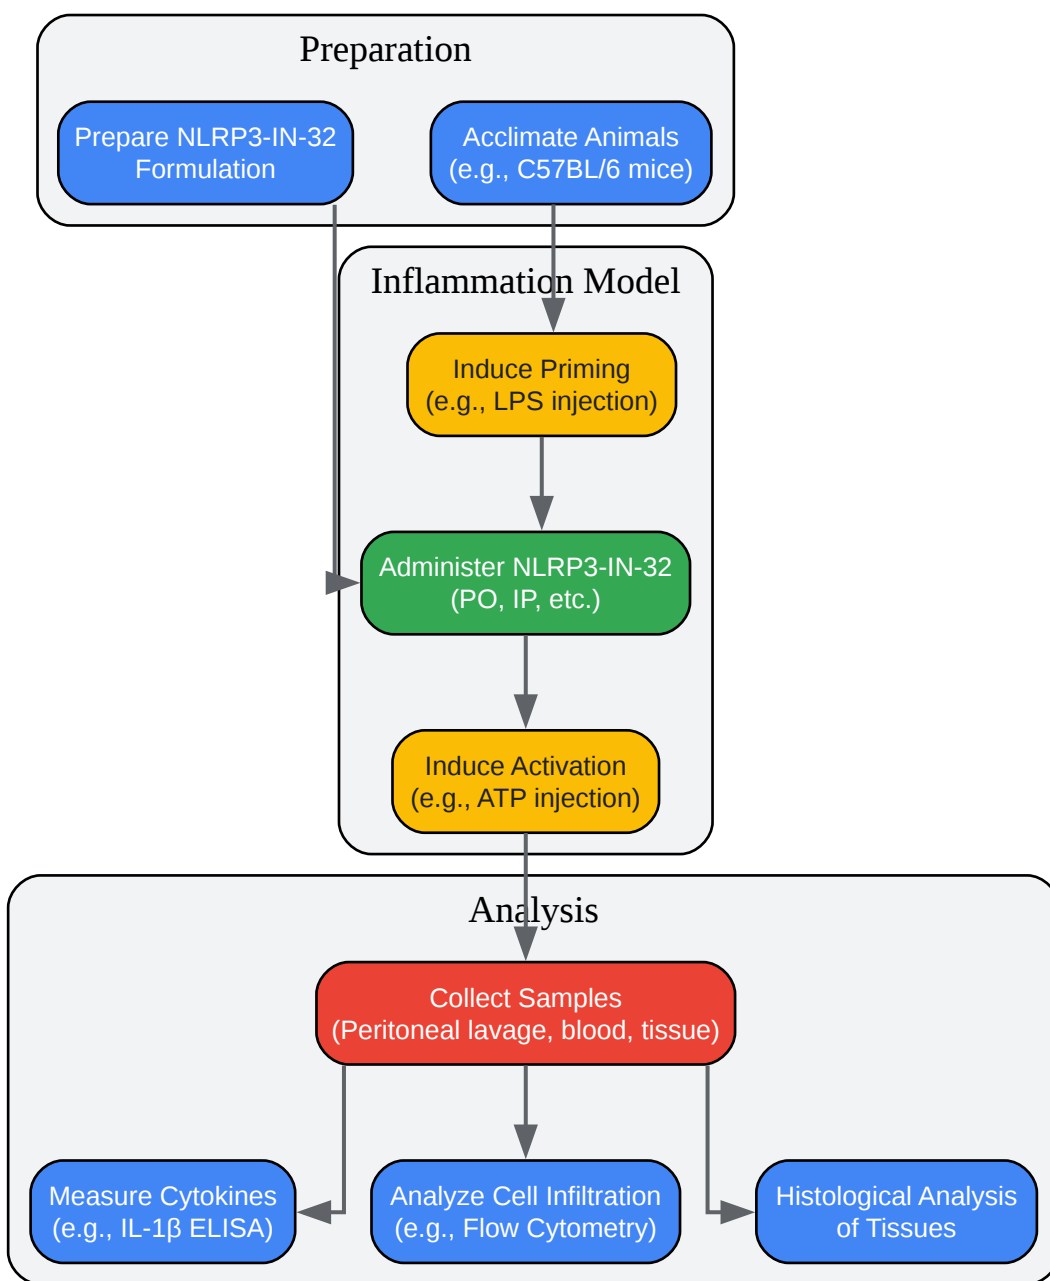 Preparation
Prepare NLRP3-IN-32
Formulation
Acclimate Animals
(e.g., C57BL/6 mice)
Inflammation Model
Induce Priming
(e.g., LPS injection)
Administer NLRP3-IN-32
(PO, IP, etc.)
Induce Activation
(e.g., ATP injection)
Analysis
Collect Samples
(Peritoneal lavage, blood, tissue)
Measure Cytokines
(e.g., IL-1β ELISA)
Analyze Cell Infiltration
(e.g., Flow Cytometry)
Histological Analysis
of Tissues